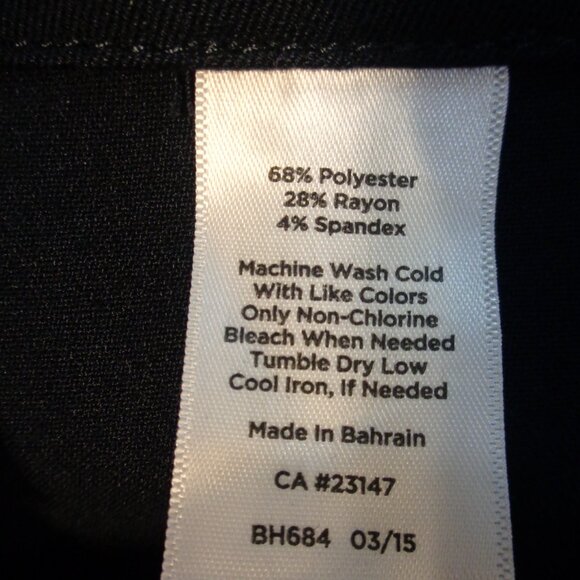 68% Polyester
28% Rayon
4% Spandex
Machine Wash Cold
With Like Colors
Only Non-Chlorine
Bleach When Needed
Tumble Dry Low
Cool Iron, If Needed
Made In Bahrain
CA #23147
BH684 03/15